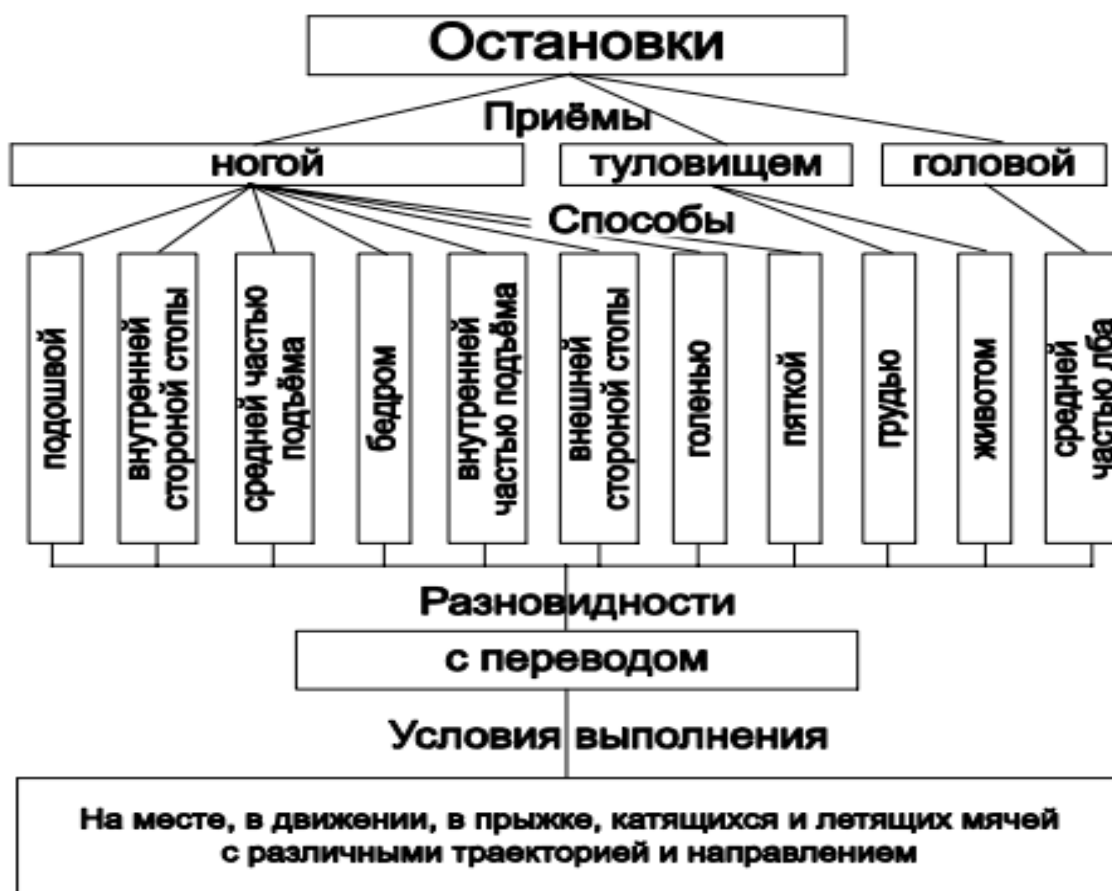 Остановки
Приёмы
ногой
туловищем
головой
Способы
подошвой
внутренней
стороной стопы
средней частью
подъёма
бедром
внутренней
частью подъёма
внешней
стороной стопы
голенью
пяткой
грудью
животом
средней
частью лба
Разновидности
с переводом
Условия выполнения
На месте, в движении, в прыжке, катящихся и летящих мячей
с различными траекторией и направлением